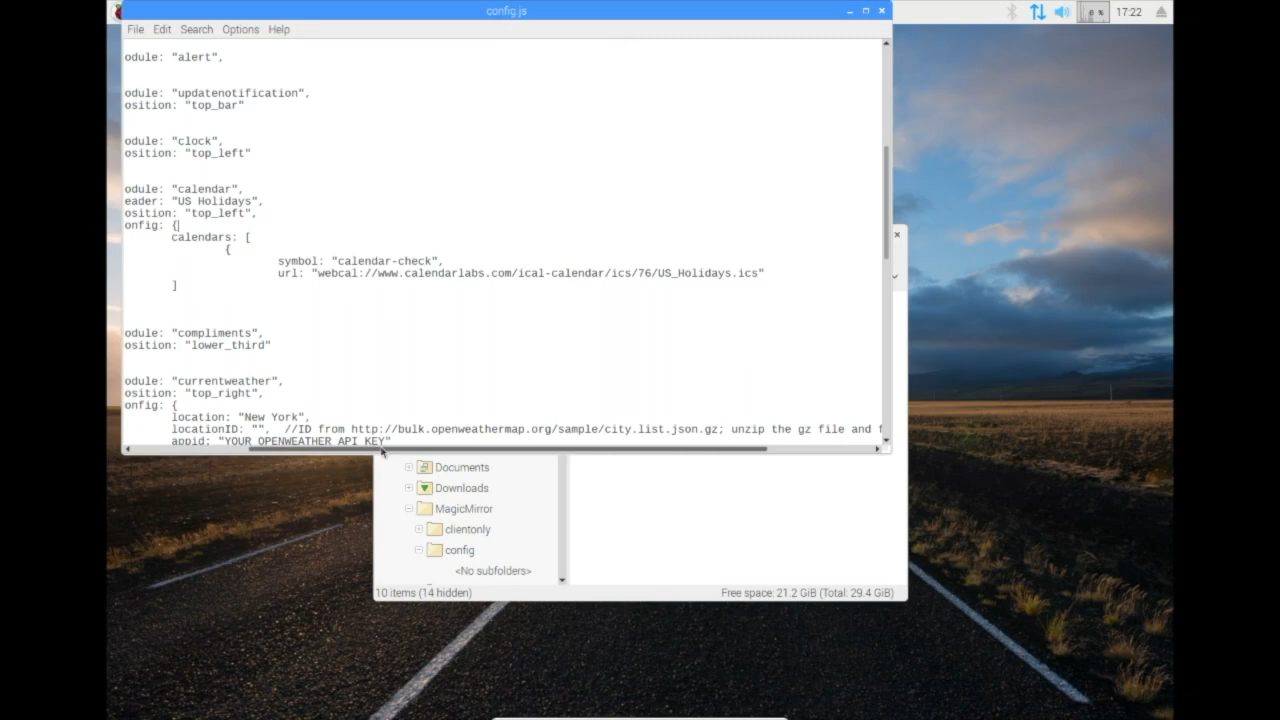 config.js
8 %
17:22
File Edit Search Options Help
odule: "alert",
odule: "updatenotification",
osition: "top_bar"
odule: "clock",
osition: "top_left"
odule: "calendar",
eader: "US Holidays",
osition: "top_left",
onfig: {
calendars: [
{
symbol: "calendar-check",
url: "webcal://www.calendarlabs.com/ical-calendar/ics/76/US_Holidays.ics"
]
odule: "compliments",
osition: "lower_third"
odule: "currentweather",
osition: "top_right",
onfig: {
location: "New York",
locationID: "",  //ID from http://bulk.openweathermap.org/sample/city.list.json.gz; unzip the gz file and f
appid: "YOUR_OPENWEATHER_API_KEY"
Documents
Downloads
MagicMirror
clientonly
config
<No subfolders>
10 items (14 hidden)
Free space: 21.2 GiB (Total: 29.4 GiB)